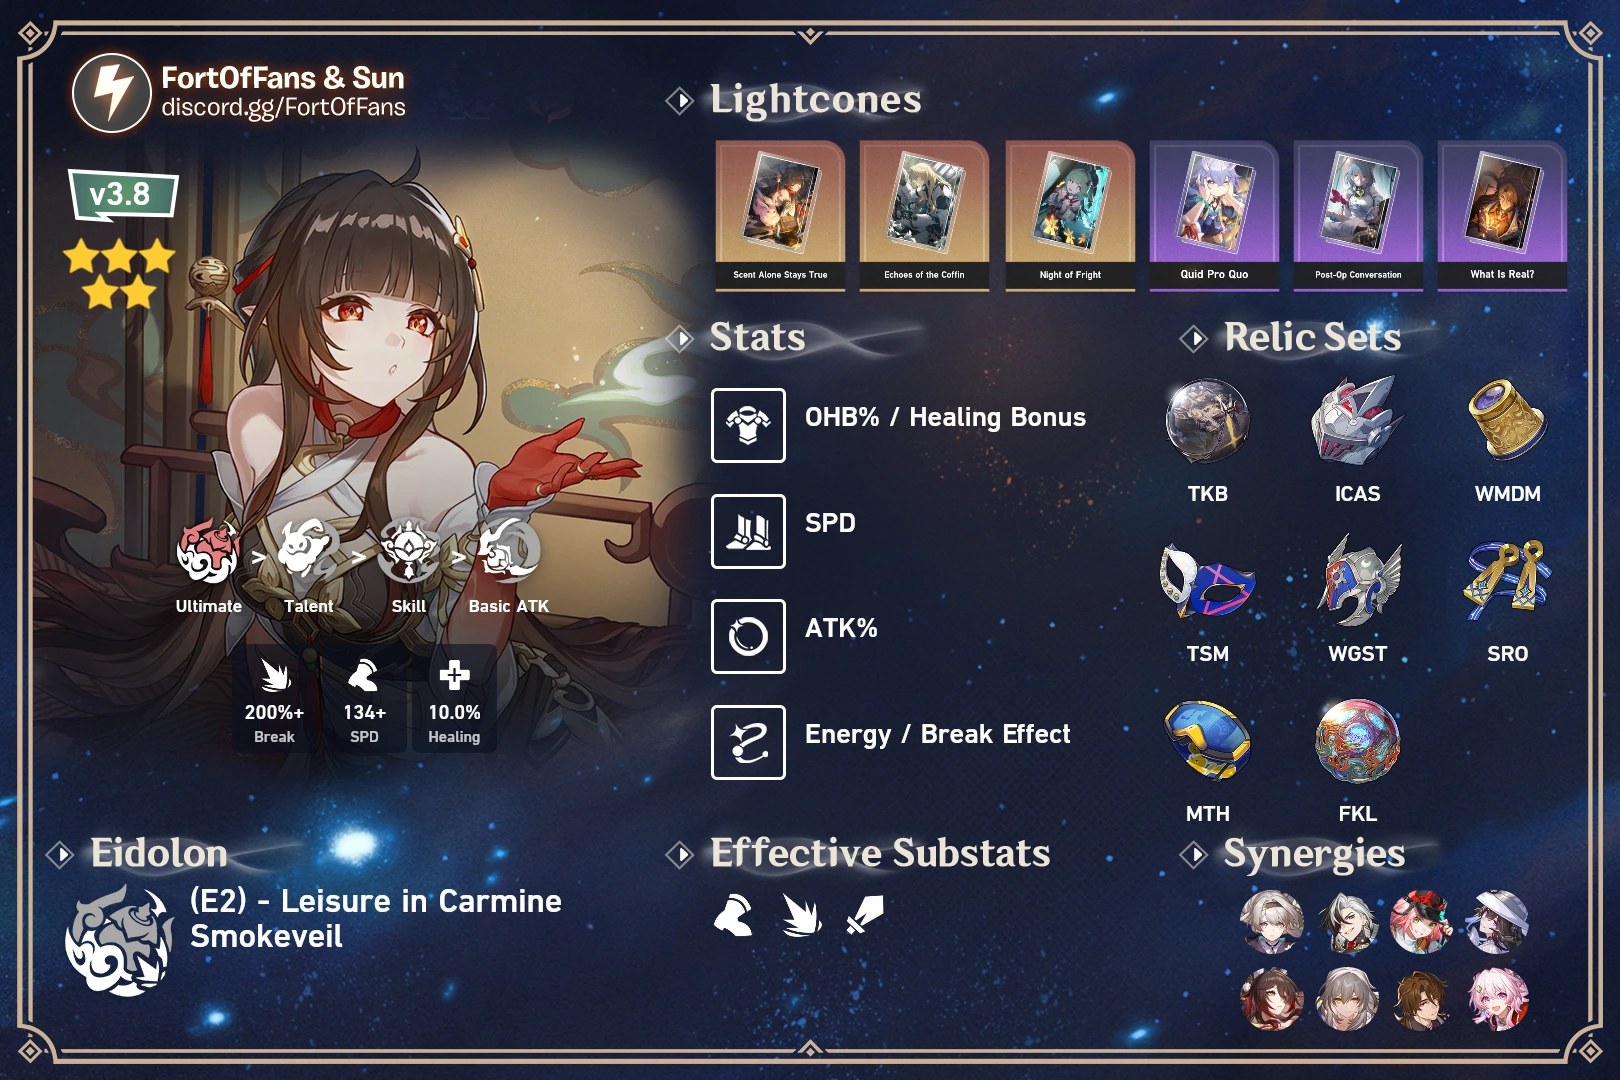 FortOfFans & Sun
discord.gg/FortOfFans
v3.8
Ultimate > Talent > Skill > Basic ATK
200%+ 134+ 10.0%
Break SPD Healing
Eidolon
(E2) - Leisure in Carmine
Smokeveil
Lightcones
Scent Alone Stays True
Echoes of the Coffin
Night of Fright
Quid Pro Quo
Post-Op Conversation
What Is Real?
Stats
OHB% / Healing Bonus
SPD
ATK%
Energy / Break Effect
Relic Sets
TKB ICAS WMDM
TSM WGST SRO
MTH FKL
Effective Substats
Synergies